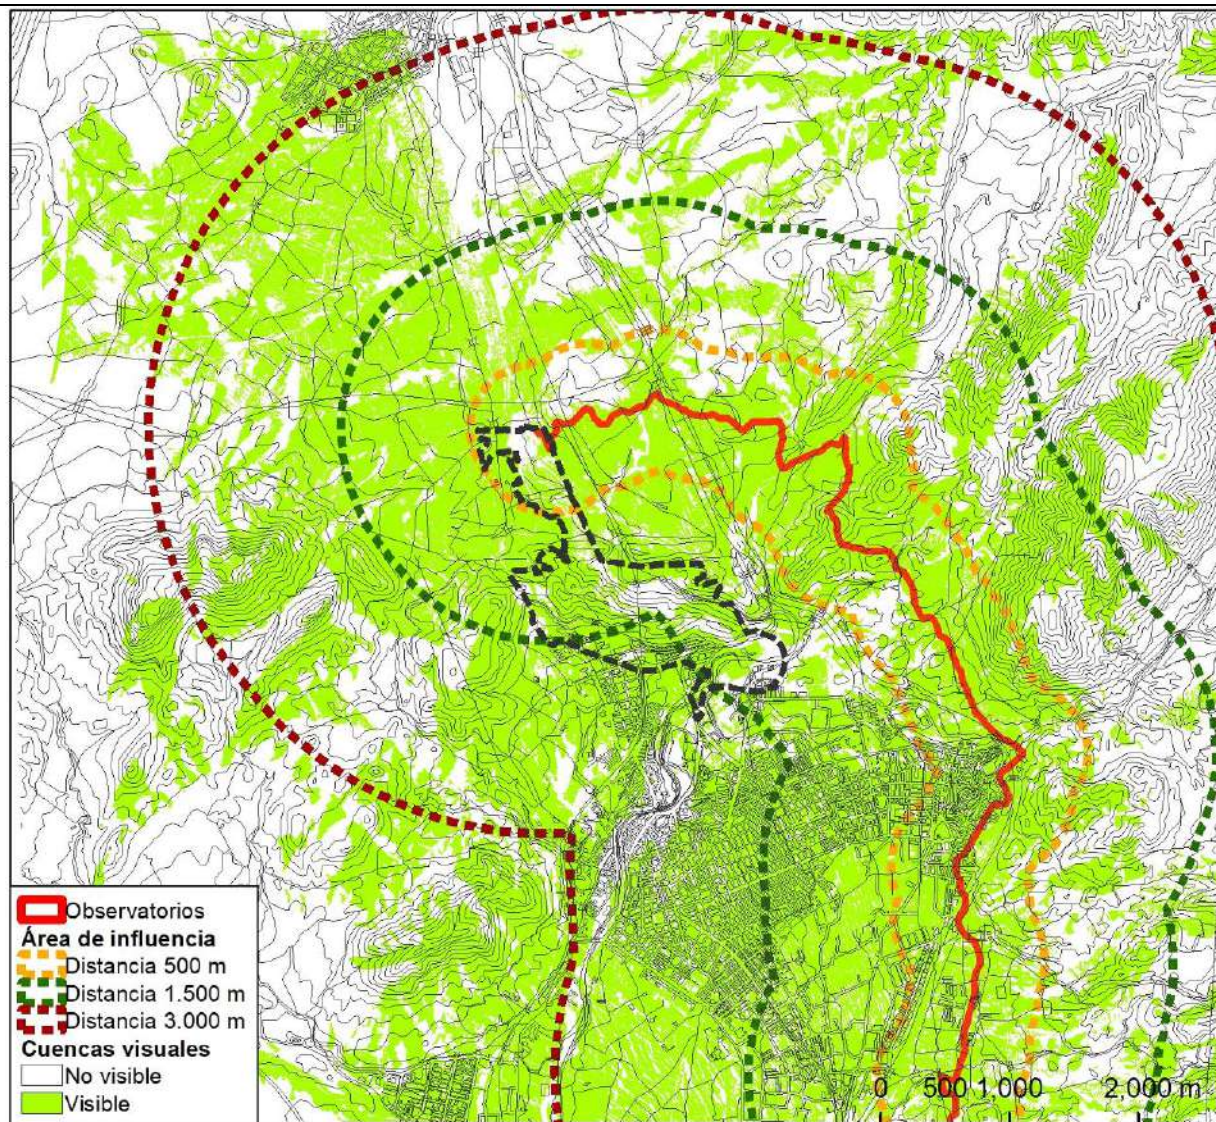 Observatorios
Área de influencia
Distancia 500 m
Distancia 1.500 m
Distancia 3.000 m
Cuencas visuales
No visible
Visible
0 500 1,000 2,000 m